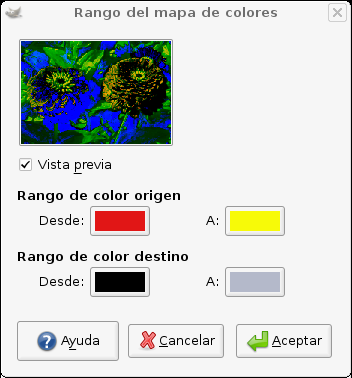 Rango del mapa de colores
Vista previa
Rango de color origen
Desde: A:
Rango de color destino
Desde: A:
Ayuda Cancelar Aceptar